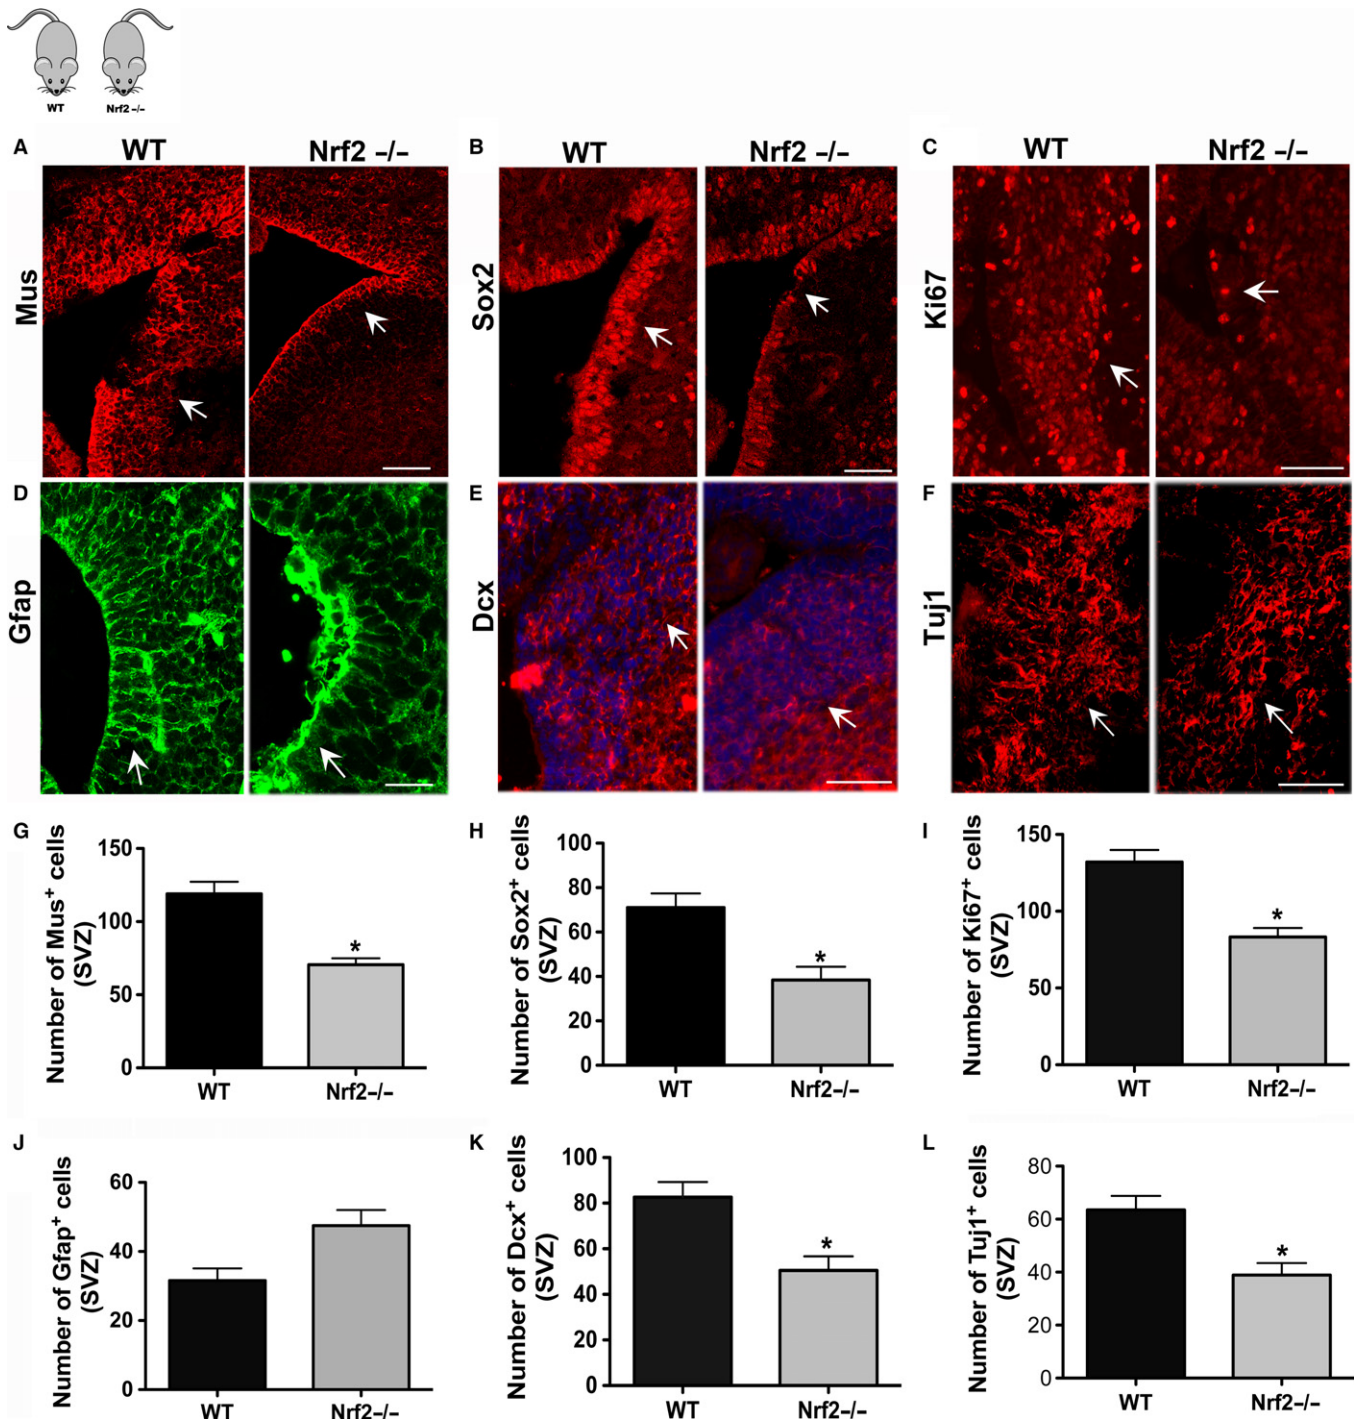 WT Nrf2 -/-
A WT Nrf2 -/- B WT Nrf2 -/- C WT Nrf2 -/-
Mus Sox2 Ki67
D E F
Gfap Dcx Tuj1
G
Number of Mus+ cells
(SVZ)
150
100
50
0
*
WT Nrf2-/-
H
Number of Sox2+ cells
(SVZ)
100
80
60
40
20
0
*
WT Nrf2-/-
I
Number of Ki67+ cells
(SVZ)
150
100
50
0
*
WT Nrf2-/-
J
Number of Gfap+ cells
(SVZ)
60
40
20
0
WT Nrf2-/-
K
Number of Dcx+ cells
(SVZ)
100
80
60
40
20
0
*
WT Nrf2-/-
L
Number of Tuj1+ cells
(SVZ)
80
60
40
20
0
*
WT Nrf2-/-